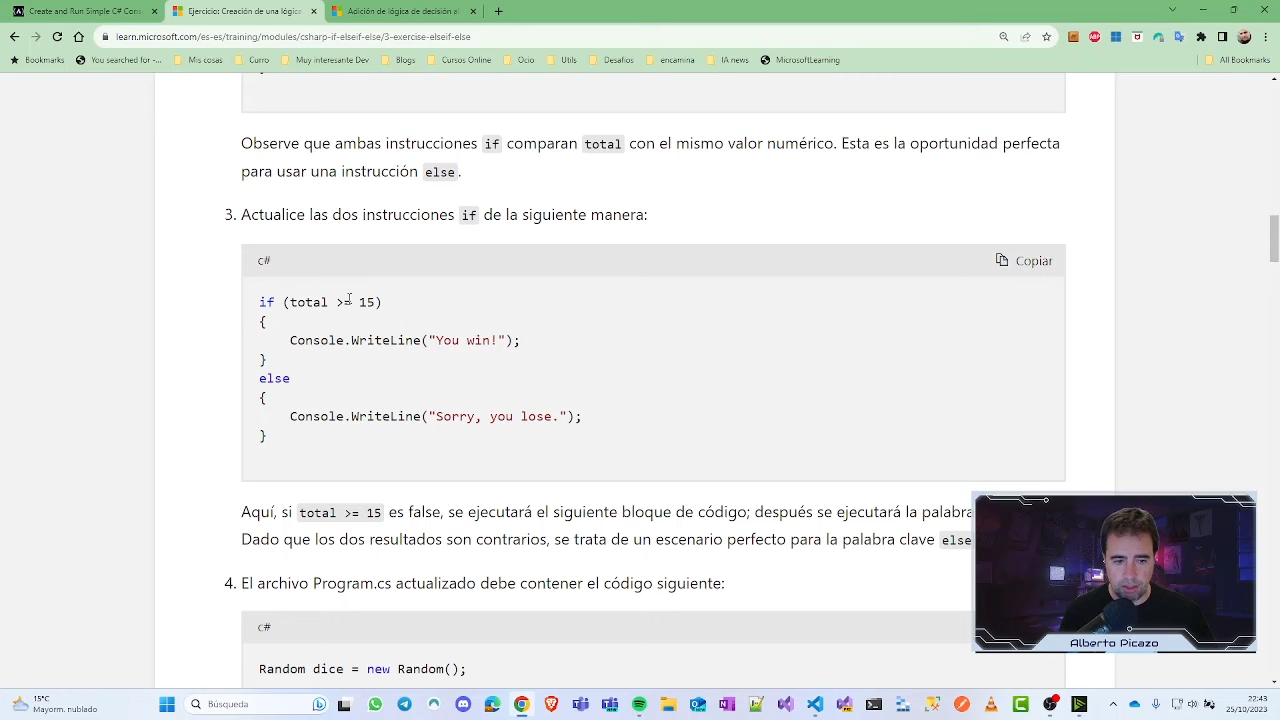 Create and Run Simple C# Cons
Ejercicio: Creación de una lógica
Adición de lógica de decisión al
learn.microsoft.com/es-es/training/modules/csharp-if-elseif-else/3-exercise-elseif-else
Bookmarks
You searched for -...
Mis cosas
Curro
Muy interesante Dev
Blogs
Cursos Online
Ocio
Utils
Desafios
encamina
IA news
MicrosoftLearning
All Bookmarks
Observe que ambas instrucciones if comparan total con el mismo valor numérico. Esta es la oportunidad perfecta
para usar una instrucción else.
3. Actualice las dos instrucciones if de la siguiente manera:
c#
Copiar
if (total >= 15)
{
Console.WriteLine("You win!");
}
else
{
Console.WriteLine("Sorry, you lose.");
}
Aquí, si total >= 15 es false, se ejecutará el siguiente bloque de código; después se ejecutará la palabra
Dado que los dos resultados son contrarios, se trata de un escenario perfecto para la palabra clave else
4. El archivo Program.cs actualizado debe contener el código siguiente:
c#
Random dice = new Random();
Alberto Picazo
15°C
Mayorm. nublado
Búsqueda
22:43
25/10/2023